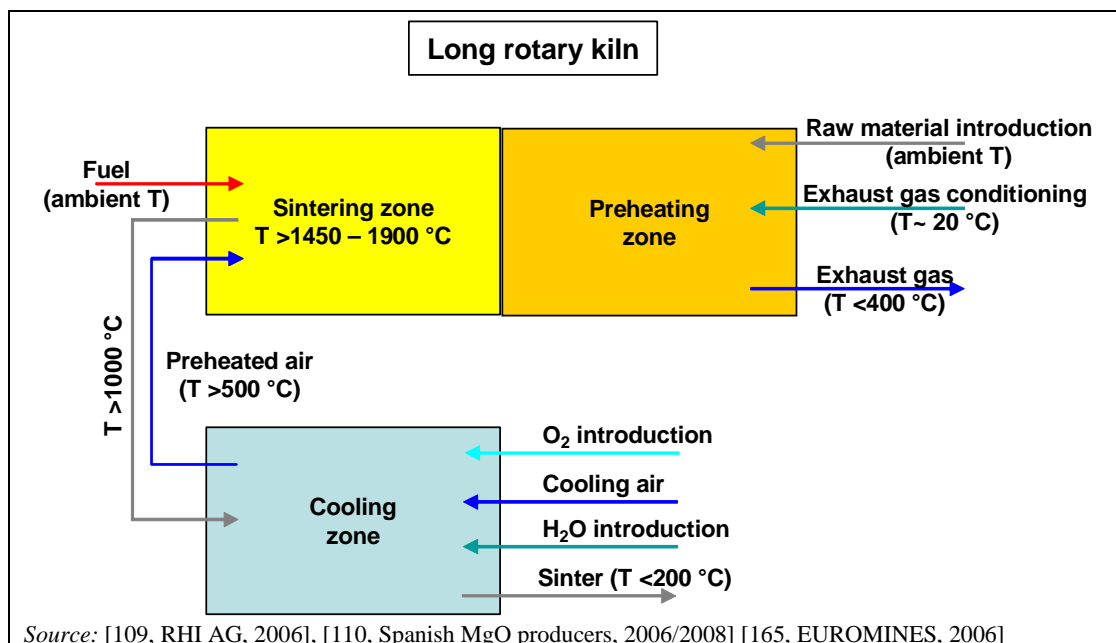 Long rotary kiln
Raw material introduction
(ambient T)
Fuel
(ambient T)
Sintering zone
T >1450 – 1900 °C
Preheating
zone
Exhaust gas conditioning
(T~ 20 °C)
Exhaust gas
(T <400 °C)
T >1000 °C
Preheated air
(T >500 °C)
O₂ introduction
Cooling air
Cooling
zone
H₂O introduction
Sinter (T <200 °C)
Source: [109, RHI AG, 2006], [110, Spanish MgO producers, 2006/2008] [165, EUROMINES, 2006]